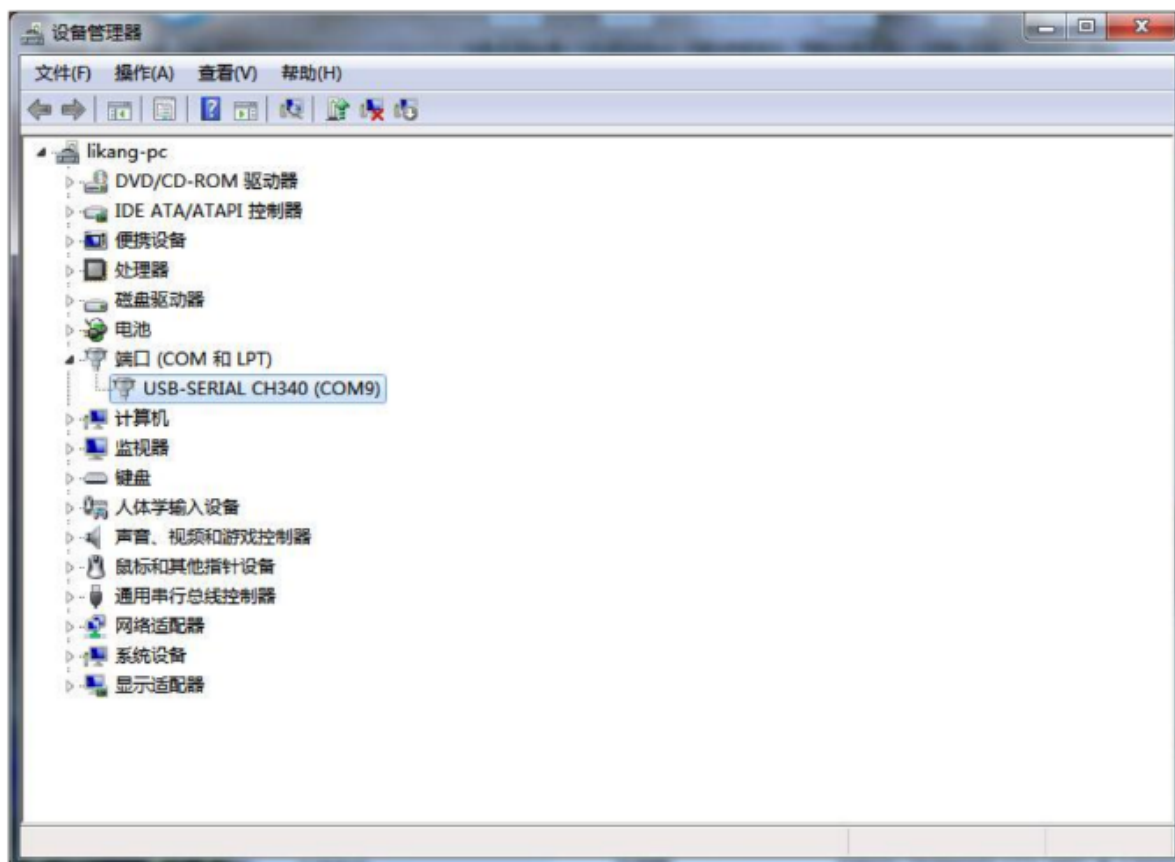 设备管理器
文件(F) 操作(A) 查看(V) 帮助(H)
likang-pc
DVD/CD-ROM 驱动器
IDE ATA/ATAPI 控制器
便携设备
处理器
磁盘驱动器
电池
端口 (COM 和 LPT)
USB-SERIAL CH340 (COM9)
计算机
监视器
键盘
人体学输入设备
声音、视频和游戏控制器
鼠标和其他指针设备
通用串行总线控制器
网络适配器
系统设备
显示适配器